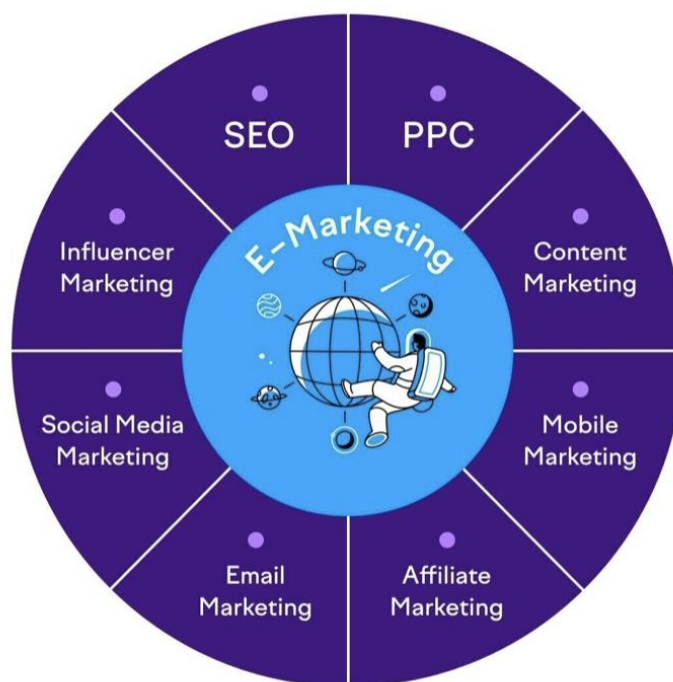 E-Marketing
SEO
PPC
Content
Marketing
Mobile
Marketing
Affiliate
Marketing
Email
Marketing
Social Media
Marketing
Influencer
Marketing